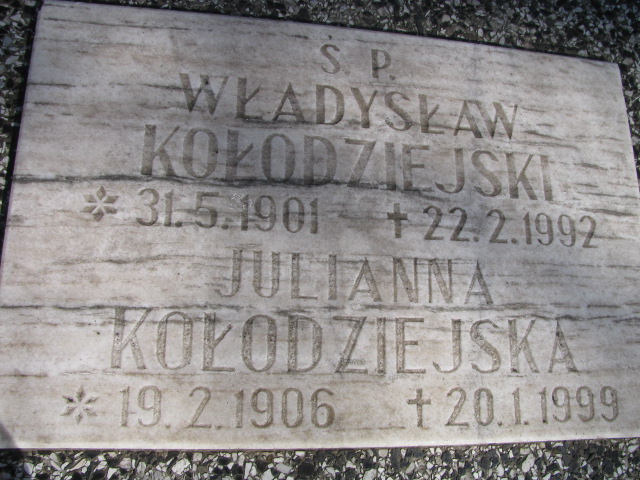 Ś. P.
WŁADYSŁAW
KOŁODZIEJSKI
* 31.5.1901 † 22.2.1992
JULIANNA
KOŁODZIEJSKA
* 19.2.1906 † 20.1.1999